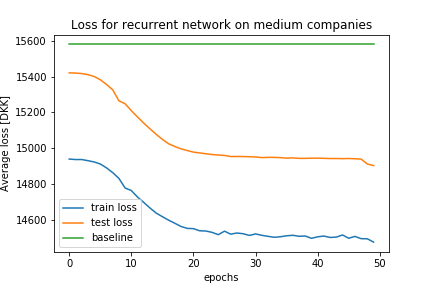 Loss for recurrent network on medium companies
15600
15400
15200
15000
14800
14600
Average loss [DKK]
train loss
test loss
baseline
0 10 20 30 40 50
epochs